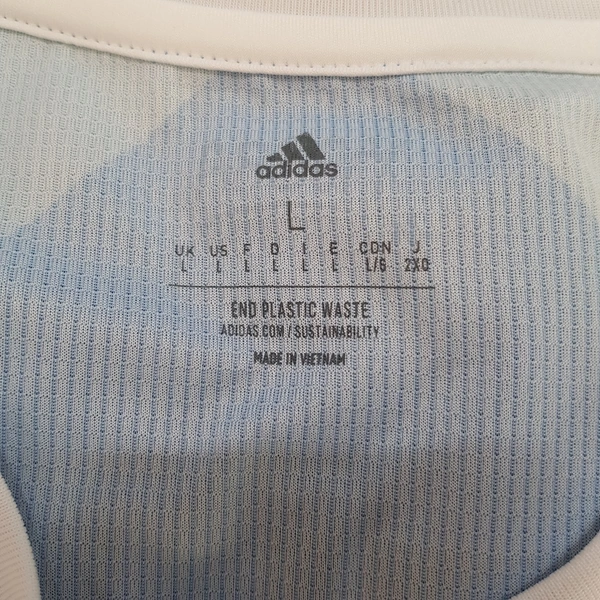 adidas
L
UK US F D I E CDN J
L L L L L L L/G 2XO
END PLASTIC WASTE
ADIDAS.COM/SUSTAINABILITY
MADE IN VIETNAM